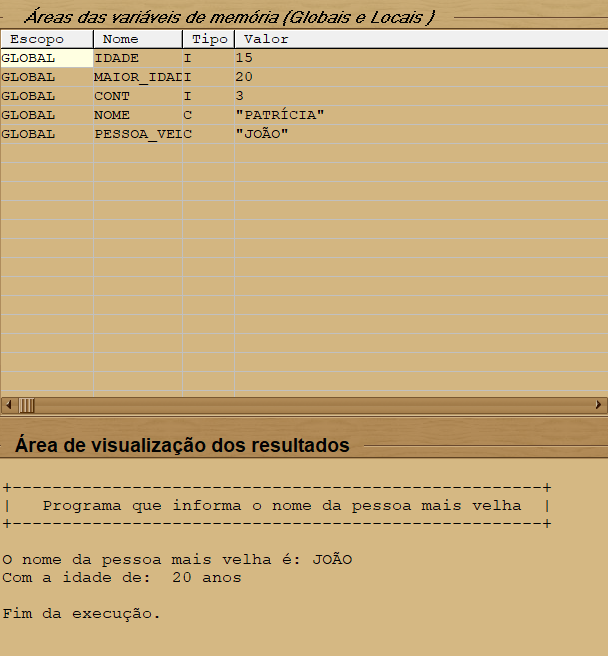 Áreas das variáveis de memória (Globais e Locais )
Escopo Nome Tipo Valor
GLOBAL IDADE I 15
GLOBAL MAIOR_IDAD I 20
GLOBAL CONT I 3
GLOBAL NOME C "PATRÍCIA"
GLOBAL PESSOA_VEL C "JOÃO"
Área de visualização dos resultados
+-----------------------------------------------------+
| Programa que informa o nome da pessoa mais velha |
+-----------------------------------------------------+
O nome da pessoa mais velha é: JOÃO
Com a idade de: 20 anos
Fim da execução.